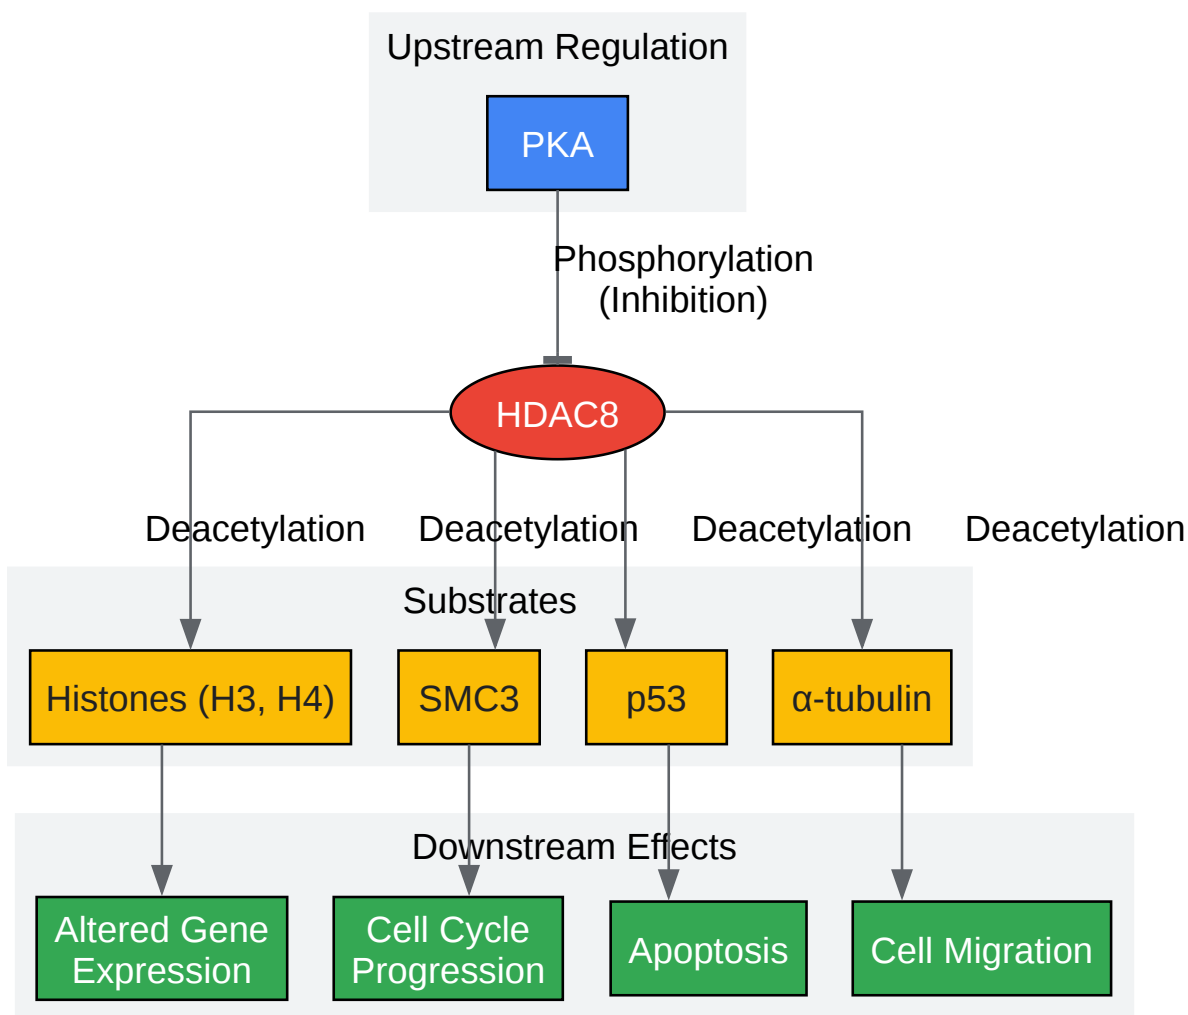 Upstream Regulation
PKA
Phosphorylation
(Inhibition)
HDAC8
Deacetylation
Deacetylation
Deacetylation
Deacetylation
Substrates
Histones (H3, H4)
SMC3
p53
α-tubulin
Downstream Effects
Altered Gene
Expression
Cell Cycle
Progression
Apoptosis
Cell Migration